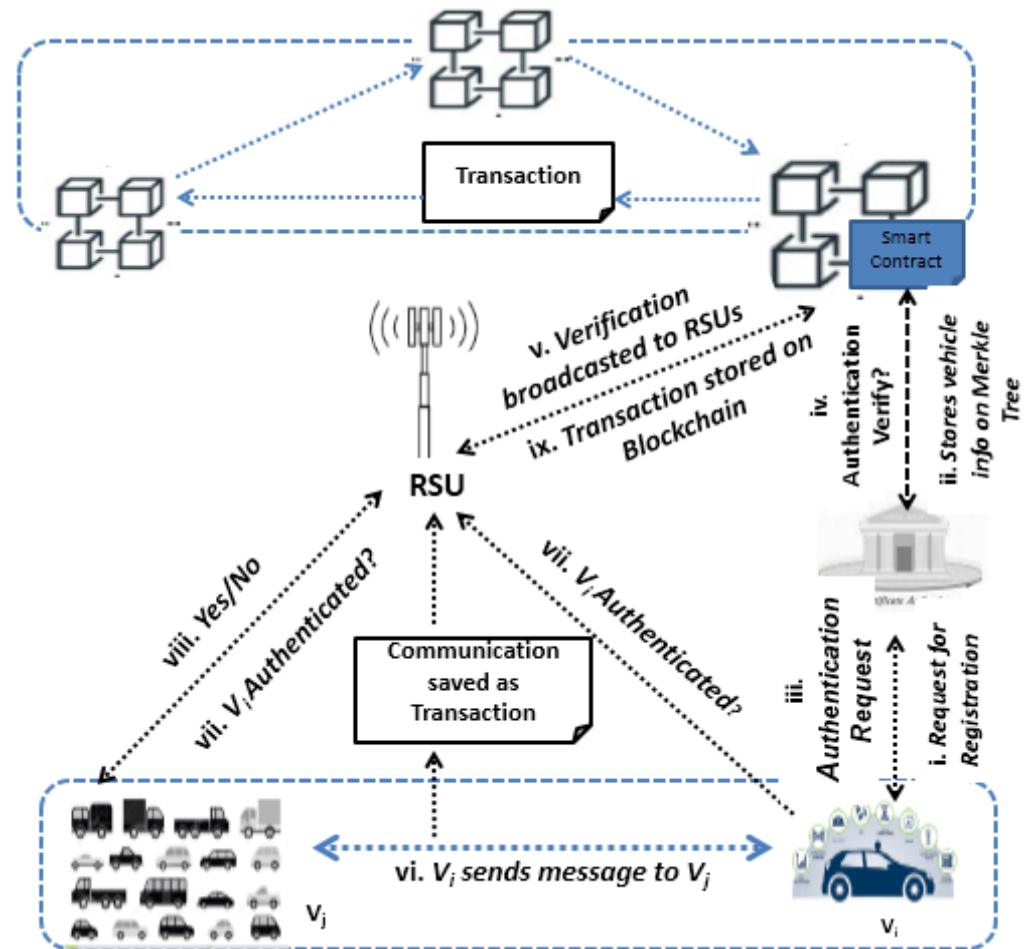 Transaction
Smart
Contract
v. Verification
broadcasted to RSUs
ix. Transaction stored on
Blockchain
iv.
Authentication
Verify?
ii. Stores vehicle
info on Merkle
Tree
RSU
viii. Yes/No
vii. Vi Authenticated?
vii. Vi Authenticated?
Communication
saved as
Transaction
iii.
Authentication
Request
i. Request for
Registration
vi. Vi sends message to Vj
Vj
Vi